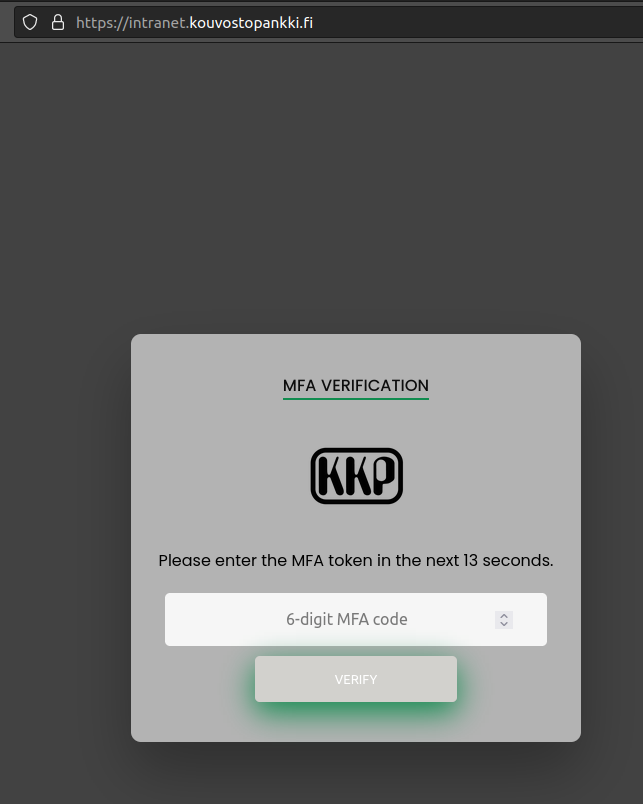 https://intranet.kouvostopankki.fi
MFA VERIFICATION
KKP
Please enter the MFA token in the next 13 seconds.
6-digit MFA code
VERIFY